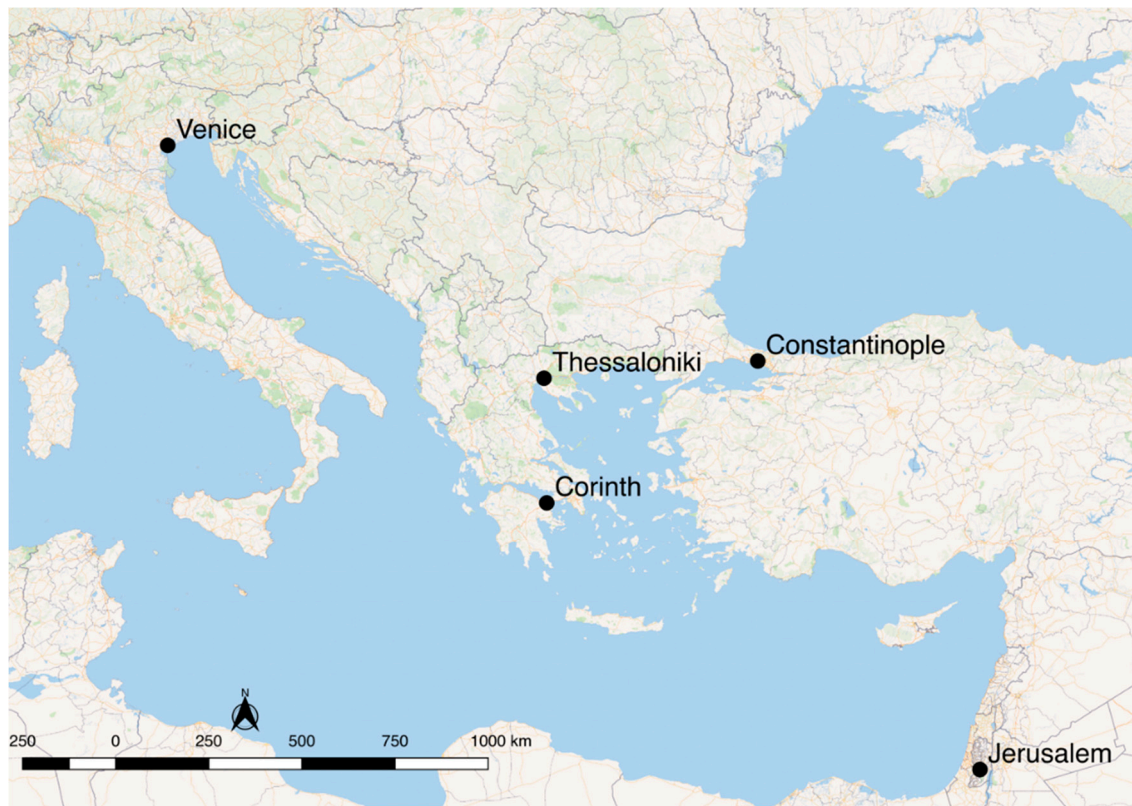 Venice
Constantinople
Thessaloniki
Corinth
N
250 0 250 500 750 1000 km
Jerusalem